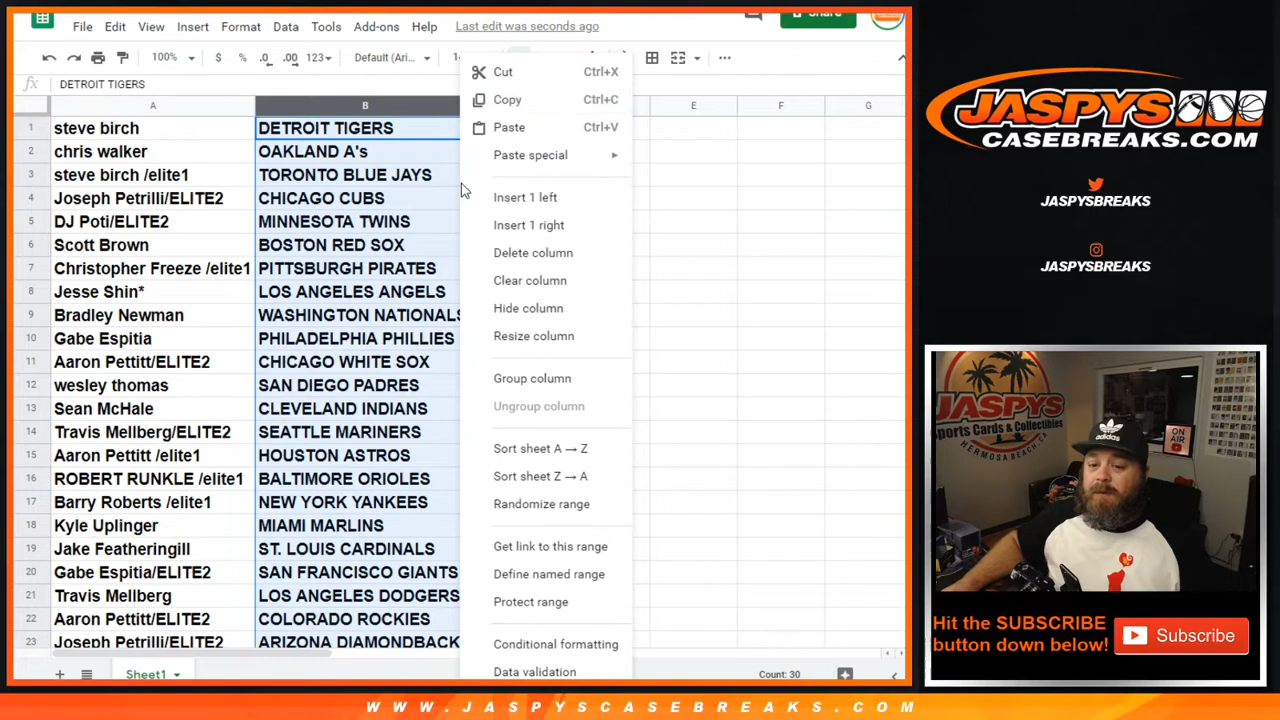 File Edit View Insert Format Data Tools Add-ons Help Last edit was seconds ago
100% $ % .0 .00 123 Default (Ari...
fx DETROIT TIGERS
A B E F G
1 steve birch DETROIT TIGERS
2 chris walker OAKLAND A's
3 steve birch /elite1 TORONTO BLUE JAYS
4 Joseph Petrilli/ELITE2 CHICAGO CUBS
5 DJ Poti/ELITE2 MINNESOTA TWINS
6 Scott Brown BOSTON RED SOX
7 Christopher Freeze /elite1 PITTSBURGH PIRATES
8 Jesse Shin* LOS ANGELES ANGELS
9 Bradley Newman WASHINGTON NATIONALS
10 Gabe Espitia PHILADELPHIA PHILLIES
11 Aaron Pettitt/ELITE2 CHICAGO WHITE SOX
12 wesley thomas SAN DIEGO PADRES
13 Sean McHale CLEVELAND INDIANS
14 Travis Mellberg/ELITE2 SEATTLE MARINERS
15 Aaron Pettitt /elite1 HOUSTON ASTROS
16 ROBERT RUNKLE /elite1 BALTIMORE ORIOLES
17 Barry Roberts /elite1 NEW YORK YANKEES
18 Kyle Uplinger MIAMI MARLINS
19 Jake Featheringill ST. LOUIS CARDINALS
20 Gabe Espitia/ELITE2 SAN FRANCISCO GIANTS
21 Travis Mellberg LOS ANGELES DODGERS
22 Aaron Pettitt/ELITE2 COLORADO ROCKIES
23 Joseph Petrilli/ELITE2 ARIZONA DIAMONDBACK
Cut Ctrl+X
Copy Ctrl+C
Paste Ctrl+V
Paste special
Insert 1 left
Insert 1 right
Delete column
Clear column
Hide column
Resize column
Group column
Ungroup column
Sort sheet A → Z
Sort sheet Z → A
Randomize range
Get link to this range
Define named range
Protect range
Conditional formatting
Data validation
Sheet1
Count: 30
JASPYS
CASEBREAKS.COM
JASPYSBREAKS
JASPYSBREAKS
JASPYS
Sports Cards & Collectibles
HERMOSA BEACH, CA
ON
AIR
adidas
Hit the SUBSCRIBE
button down below!
Subscribe
WWW.JASPYSCASEBREAKS.COM